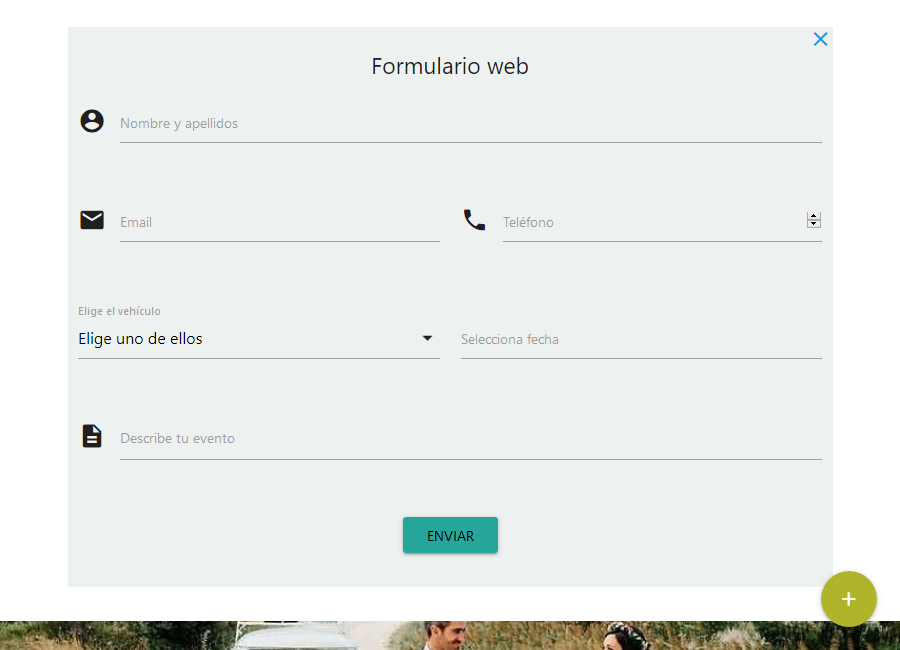 Formulario web
Nombre y apellidos
Email
Teléfono
Elige el vehículo
Elige uno de ellos
Selecciona fecha
Describe tu evento
ENVIAR